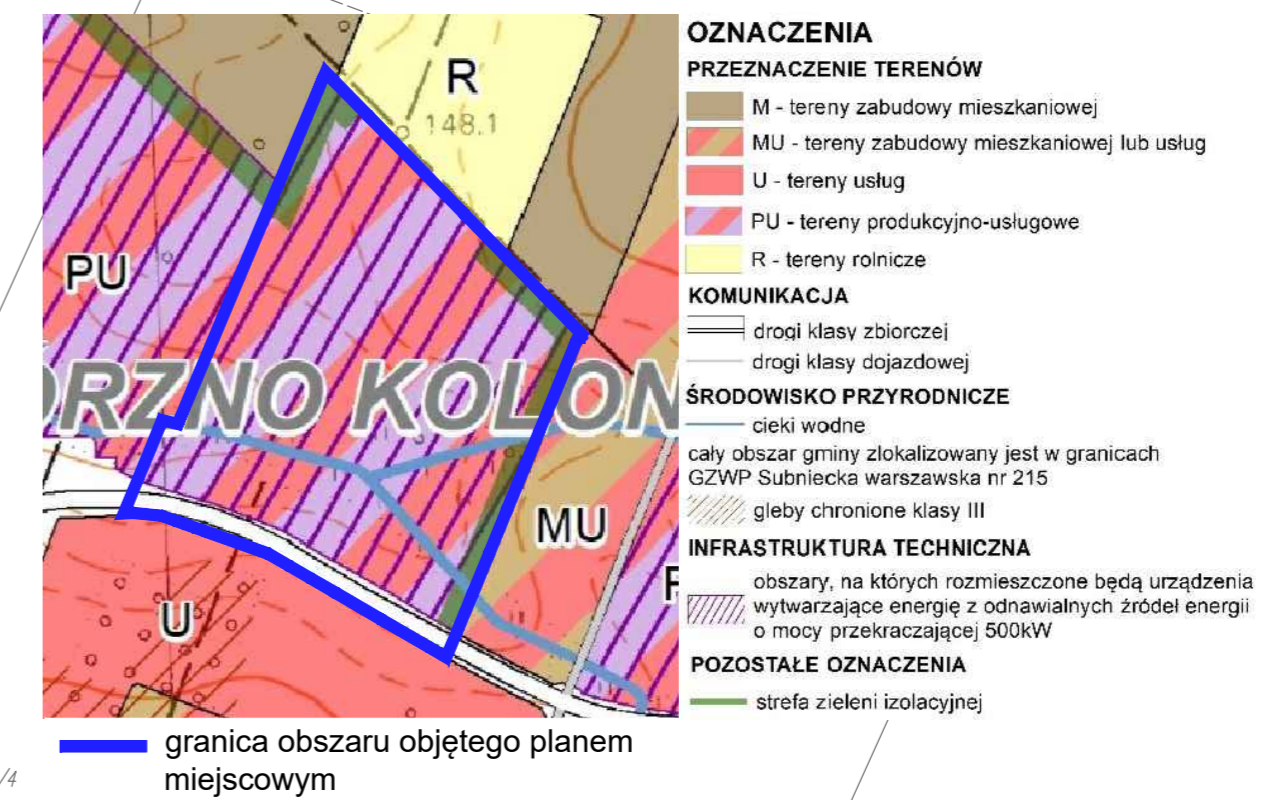 R
148.1
PU
ÓRZNO KOLON
MU
U
OZNACZENIA
PRZEZNACZENIE TERENÓW
M - tereny zabudowy mieszkaniowej
MU - tereny zabudowy mieszkaniowej lub usług
U - tereny usług
PU - tereny produkcyjno-usługowe
R - tereny rolnicze
KOMUNIKACJA
drogi klasy zbiorczej
drogi klasy dojazdowej
ŚRODOWISKO PRZYRODNICZE
cieki wodne
cały obszar gminy zlokalizowany jest w granicach
GZWP Subniecka warszawska nr 215
gleby chronione klasy III
INFRASTRUKTURA TECHNICZNA
obszary, na których rozmieszczone będą urządzenia
wytwarzające energię z odnawialnych źródeł energii
o mocy przekraczającej 500kW
POZOSTAŁE OZNACZENIA
strefa zieleni izolacyjnej
granica obszaru objętego planem
miejscowym
/4